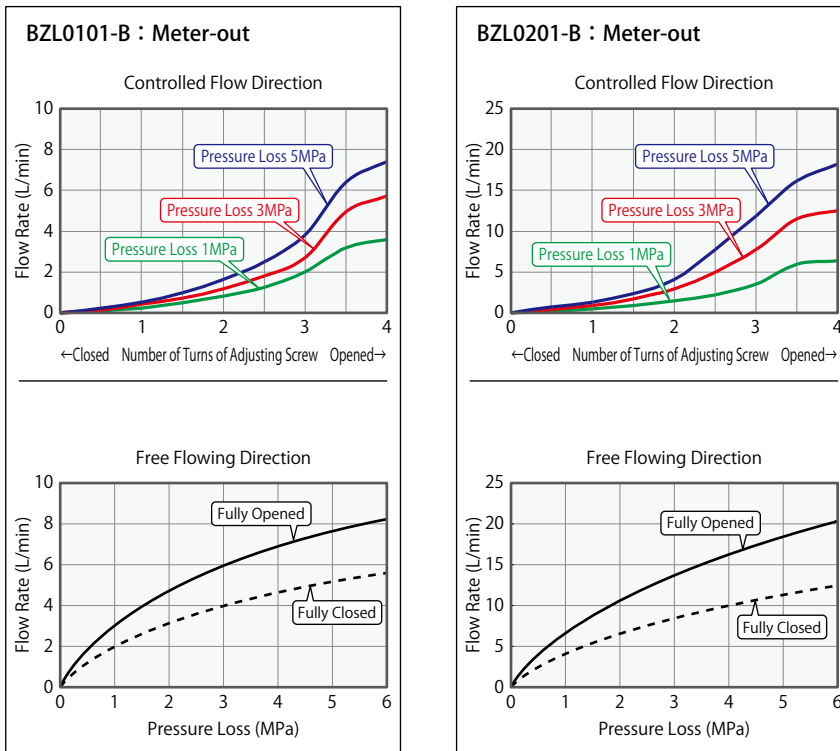 BZL0101-B：Meter-out
Controlled Flow Direction
Flow Rate (L/min)
10
8
6
4
2
0
Pressure Loss 5MPa
Pressure Loss 3MPa
Pressure Loss 1MPa
0 1 2 3 4
←Closed Number of Turns of Adjusting Screw Opened→
Free Flowing Direction
Flow Rate (L/min)
10
8
6
4
2
0
Fully Opened
Fully Closed
0 1 2 3 4 5 6
Pressure Loss (MPa)
BZL0201-B：Meter-out
Controlled Flow Direction
Flow Rate (L/min)
25
20
15
10
5
0
Pressure Loss 5MPa
Pressure Loss 3MPa
Pressure Loss 1MPa
0 1 2 3 4
←Closed Number of Turns of Adjusting Screw Opened→
Free Flowing Direction
Flow Rate (L/min)
25
20
15
10
5
0
Fully Opened
Fully Closed
0 1 2 3 4 5 6
Pressure Loss (MPa)